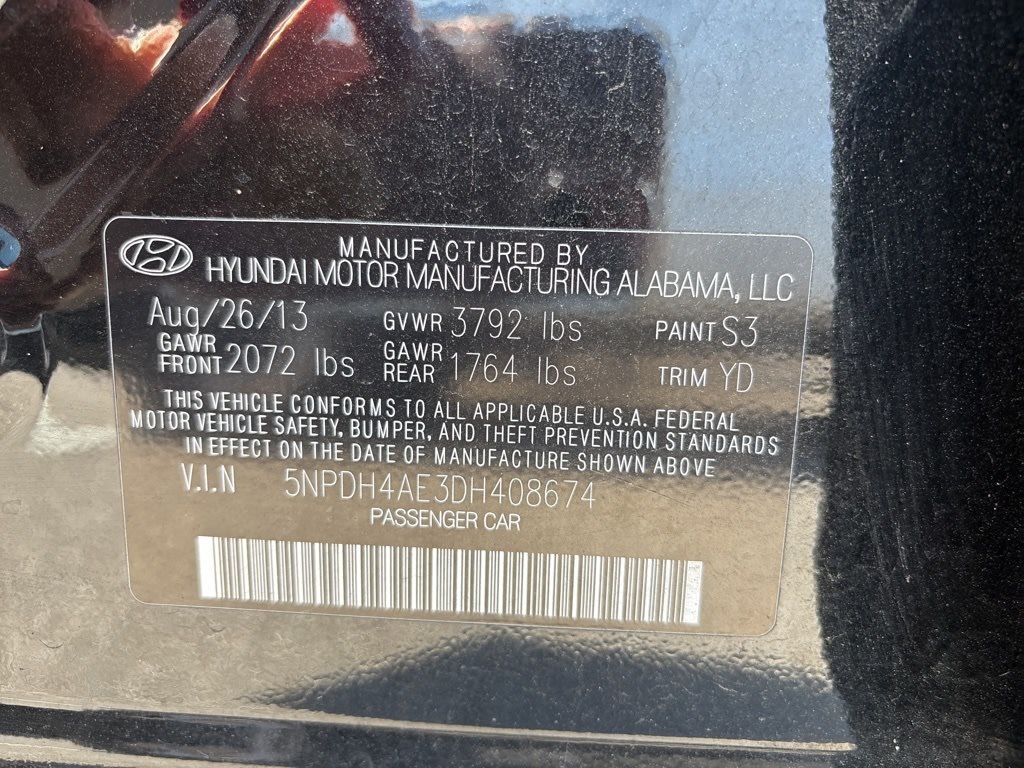 MANUFACTURED BY
HYUNDAI MOTOR MANUFACTURING ALABAMA, LLC
Aug/26/13 GVWR 3792 lbs PAINT S3
GAWR FRONT 2072 lbs GAWR REAR 1764 lbs TRIM YD
THIS VEHICLE CONFORMS TO ALL APPLICABLE U.S.A. FEDERAL
MOTOR VEHICLE SAFETY, BUMPER, AND THEFT PREVENTION STANDARDS
IN EFFECT ON THE DATE OF MANUFACTURE SHOWN ABOVE
V.I.N 5NPDH4AE3DH408674
PASSENGER CAR